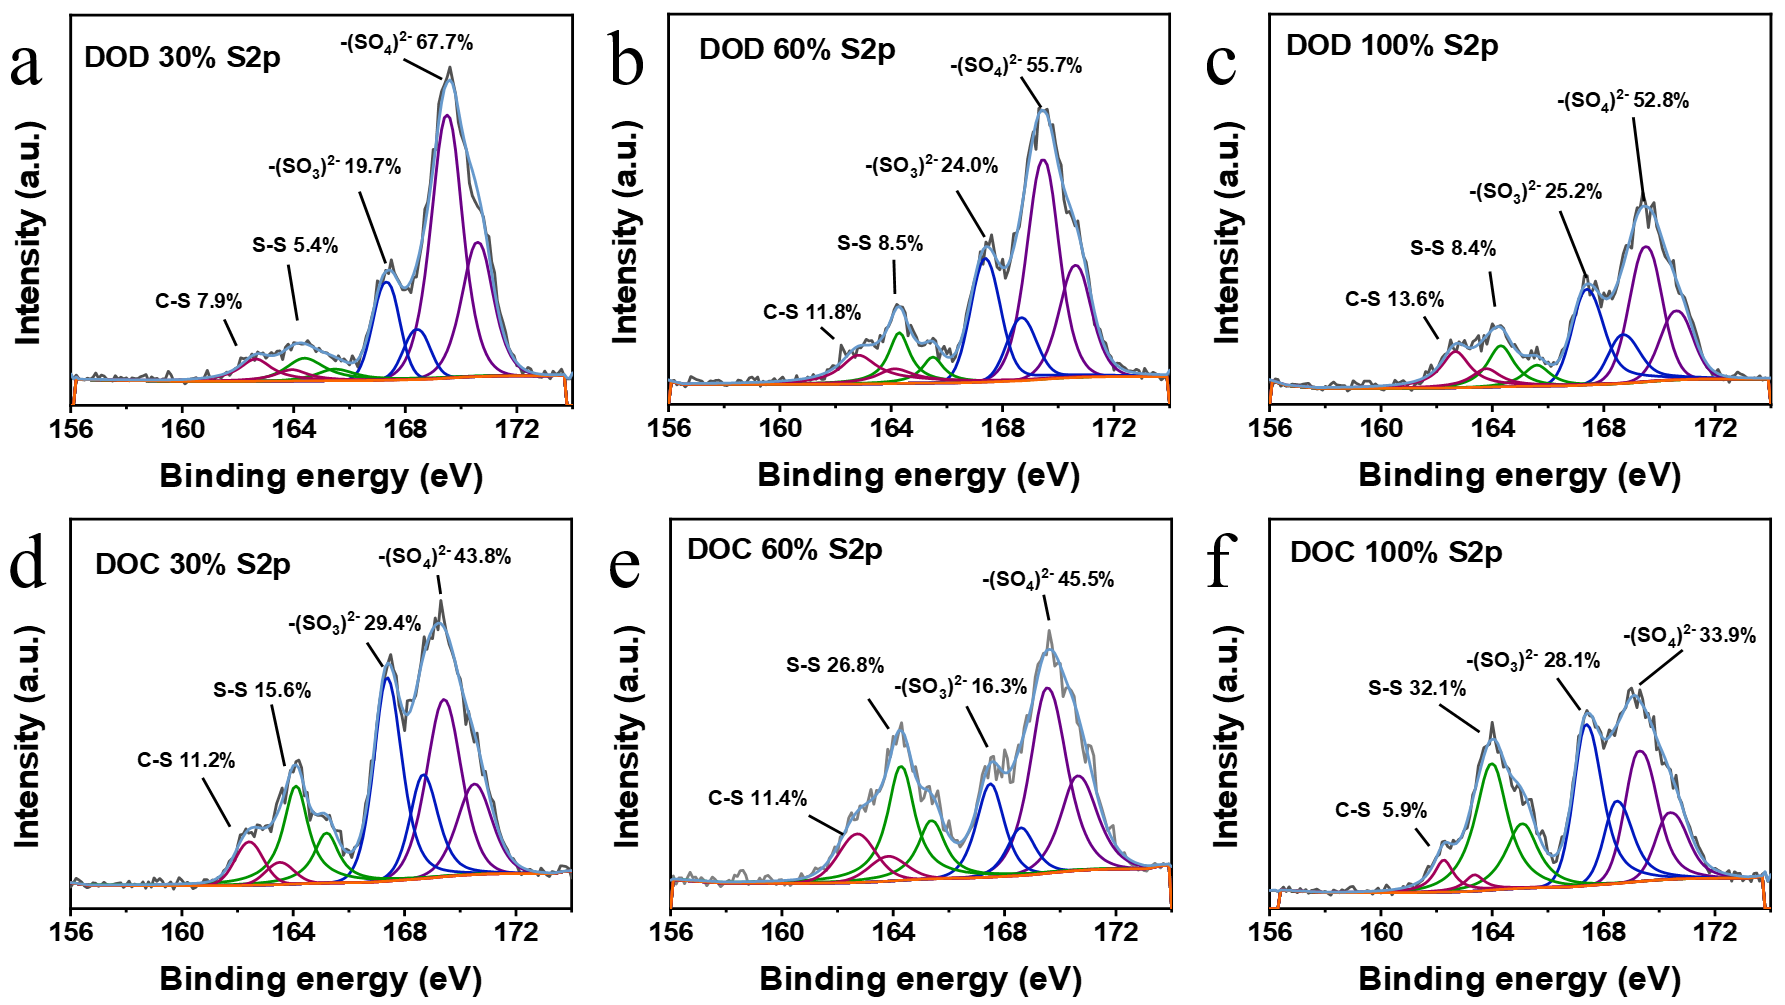 a
DOD 30% S2p
-(SO₄)²⁻ 67.7%
-(SO₃)²⁻ 19.7%
S-S 5.4%
C-S 7.9%
Intensity (a.u.)
156 160 164 168 172
Binding energy (eV)
b
DOD 60% S2p
-(SO₄)²⁻ 55.7%
-(SO₃)²⁻ 24.0%
S-S 8.5%
C-S 11.8%
Intensity (a.u.)
156 160 164 168 172
Binding energy (eV)
c
DOD 100% S2p
-(SO₄)²⁻ 52.8%
-(SO₃)²⁻ 25.2%
S-S 8.4%
C-S 13.6%
Intensity (a.u.)
156 160 164 168 172
Binding energy (eV)
d
DOC 30% S2p
-(SO₄)²⁻ 43.8%
-(SO₃)²⁻ 29.4%
S-S 15.6%
C-S 11.2%
Intensity (a.u.)
156 160 164 168 172
Binding energy (eV)
e
DOC 60% S2p
-(SO₄)²⁻ 45.5%
S-S 26.8%
-(SO₃)²⁻ 16.3%
C-S 11.4%
Intensity (a.u.)
156 160 164 168 172
Binding energy (eV)
f
DOC 100% S2p
-(SO₄)²⁻ 33.9%
-(SO₃)²⁻ 28.1%
S-S 32.1%
C-S 5.9%
Intensity (a.u.)
156 160 164 168 172
Binding energy (eV)